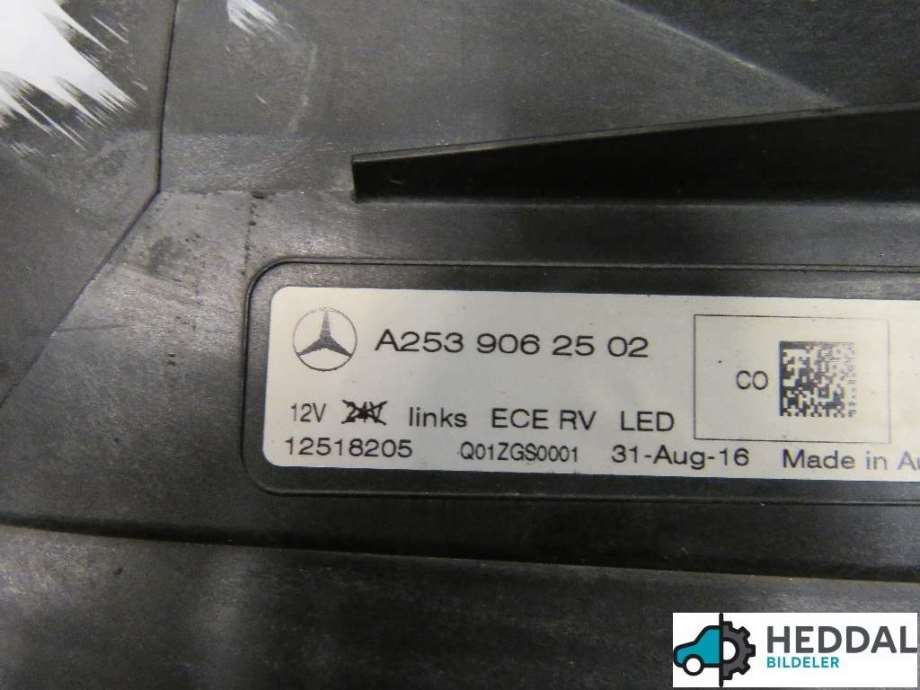 A253 906 25 02
CO
12V 24V links ECE RV LED
12518205 Q01ZGS0001 31-Aug-16 Made in
HEDDAL
BILDELER